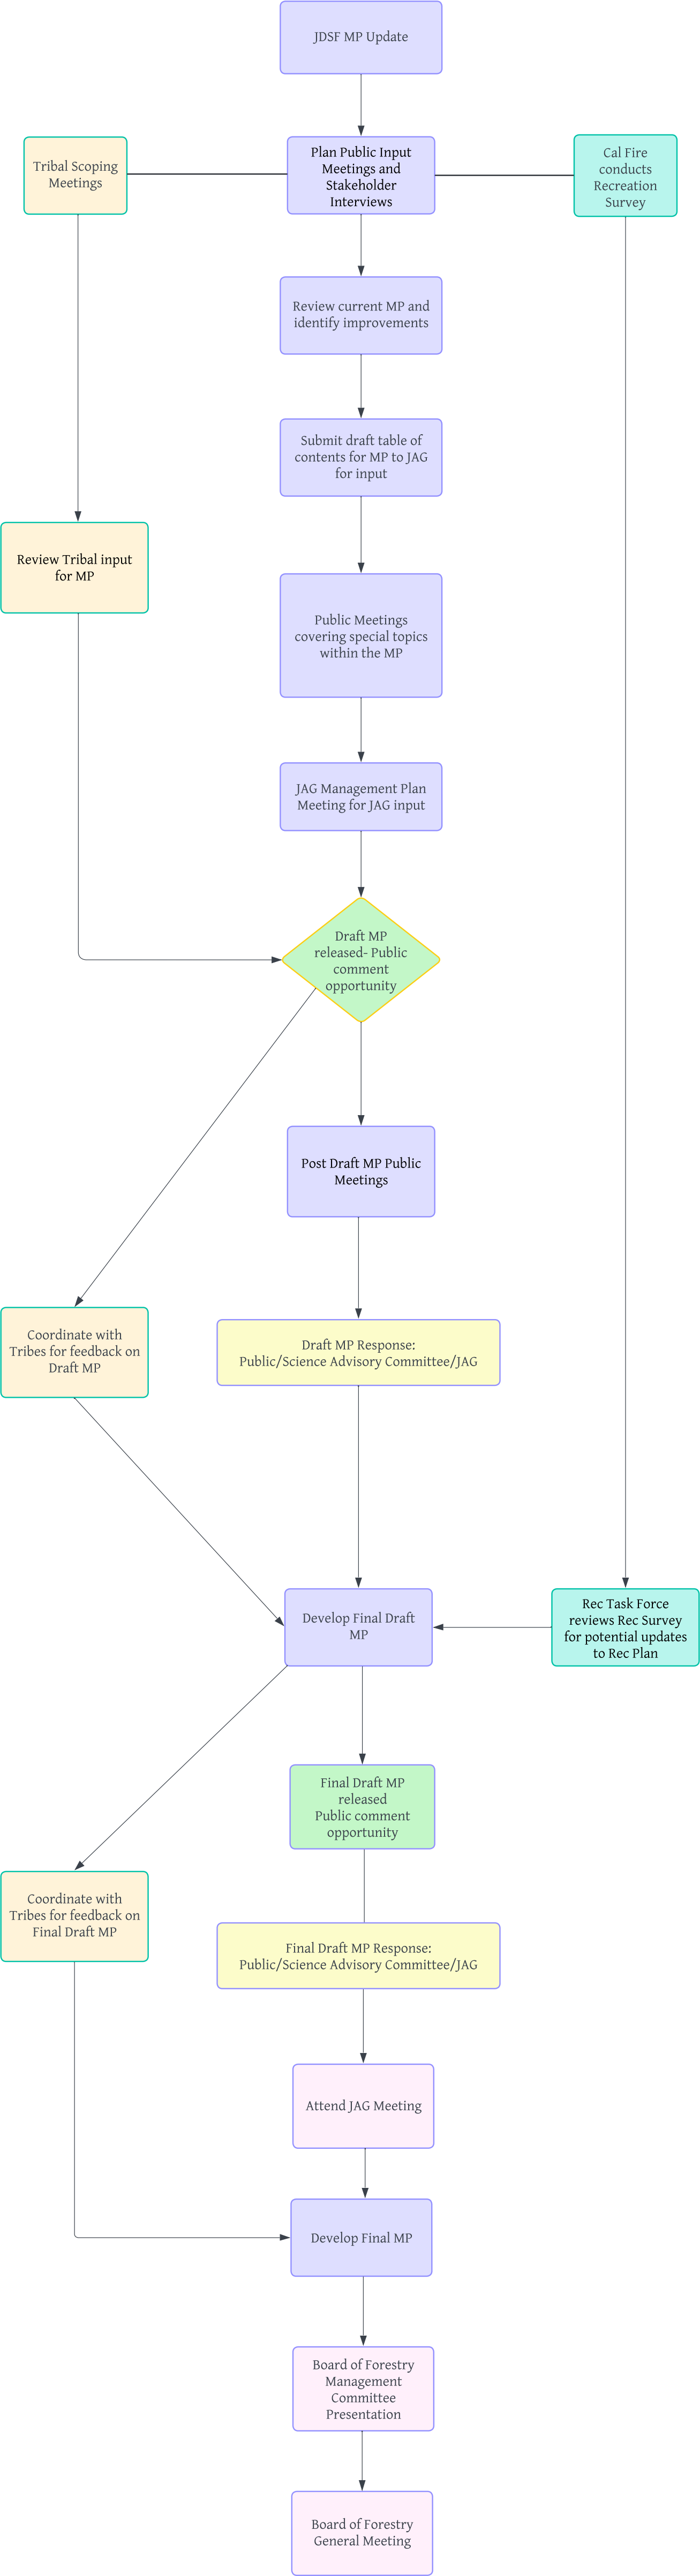 JDSF MP Update
Tribal Scoping
Meetings
Plan Public Input
Meetings and
Stakeholder
Interviews
Cal Fire
conducts
Recreation
Survey
Review current MP and
identify improvements
Submit draft table of
contents for MP to JAG
for input
Review Tribal input
for MP
Public Meetings
covering special topics
within the MP
JAG Management Plan
Meeting for JAG input
Draft MP
released- Public
comment
opportunity
Post Draft MP Public
Meetings
Coordinate with
Tribes for feedback on
Draft MP
Draft MP Response:
Public/Science Advisory Committee/JAG
Develop Final Draft
MP
Rec Task Force
reviews Rec Survey
for potential updates
to Rec Plan
Final Draft MP
released
Public comment
opportunity
Coordinate with
Tribes for feedback on
Final Draft MP
Final Draft MP Response:
Public/Science Advisory Committee/JAG
Attend JAG Meeting
Develop Final MP
Board of Forestry
Management
Committee
Presentation
Board of Forestry
General Meeting